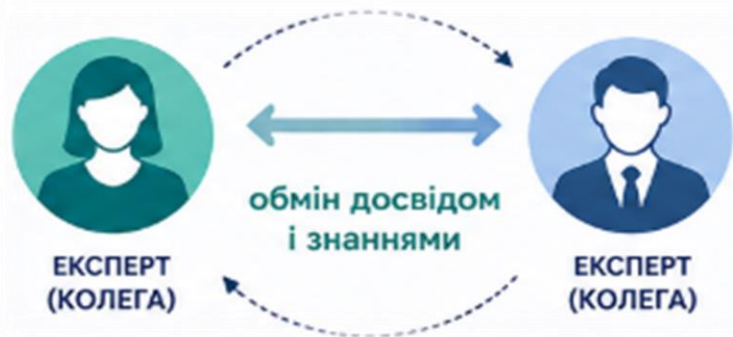 обмін досвідом
і знаннями
ЕКСПЕРТ
(КОЛЕГА)
ЕКСПЕРТ
(КОЛЕГА)